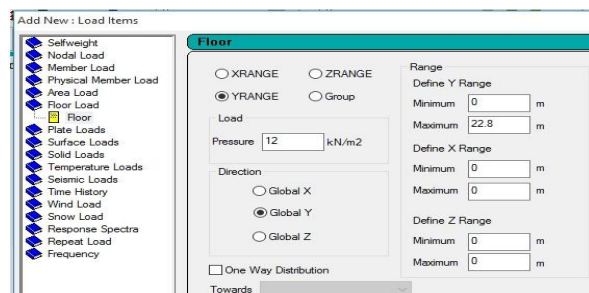 Add New : Load Items
Selfweight
Nodal Load
Member Load
Physical Member Load
Area Load
Floor Load
Floor
Plate Loads
Surface Loads
Solid Loads
Temperature Loads
Seismic Loads
Time History
Wind Load
Snow Load
Response Spectra
Repeat Load
Frequency
Floor
XRANGE ZRANGE
YRANGE Group
Load
Pressure 12 kN/m2
Direction
Global X
Global Y
Global Z
One Way Distribution
Towards
Range
Define Y Range
Minimum 0 m
Maximum 22.8 m
Define X Range
Minimum 0 m
Maximum 0 m
Define Z Range
Minimum 0 m
Maximum 0 m